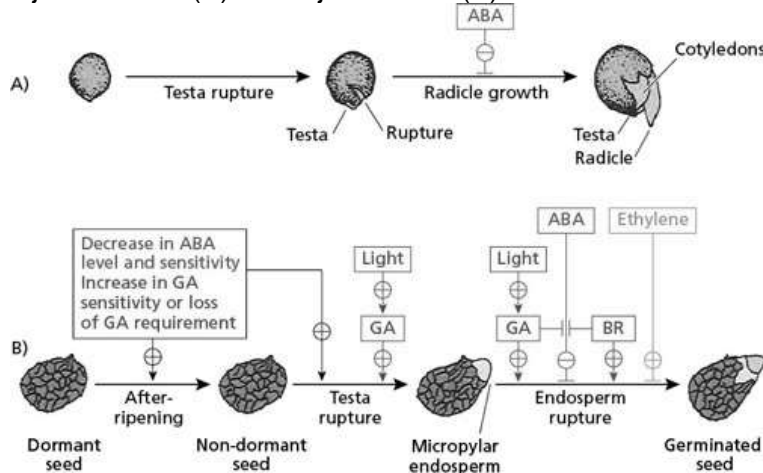 ABA
A)
Testa rupture
Radicle growth
Cotyledons
Testa
Rupture
Testa
Radicle
Decrease in ABA
level and sensitivity
Increase in GA
sensitivity or loss
of GA requirement
Light
GA
Light
GA
ABA
BR
Ethylene
B)
After-
ripening
Testa
rupture
Endosperm
rupture
Dormant
seed
Non-dormant
seed
Micropylar
endosperm
Germinated
seed